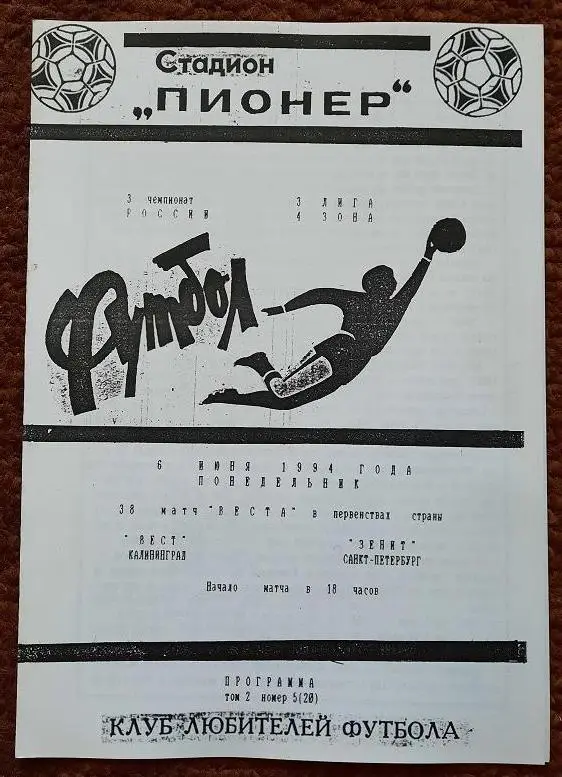 Стадион
„ПИОНЕР“
3 чемпионат
РОССИИ
3 ЛИГА
4 ЗОНА
Футбол
6 ИЮНЯ 1994 ГОДА
ПОНЕДЕЛЬНИК
38 матч "ВЕСТА" в первенствах страны
"ВЕСТ"
КАЛИНИНГРАД
"ЗЕНИТ"
САНКТ-ПЕТЕРБУРГ
Начало матча в 18 часов
ПРОГРАММА
том 2 номер 5(20)
КЛУБ ЛЮБИТЕЛЕЙ ФУТБОЛА